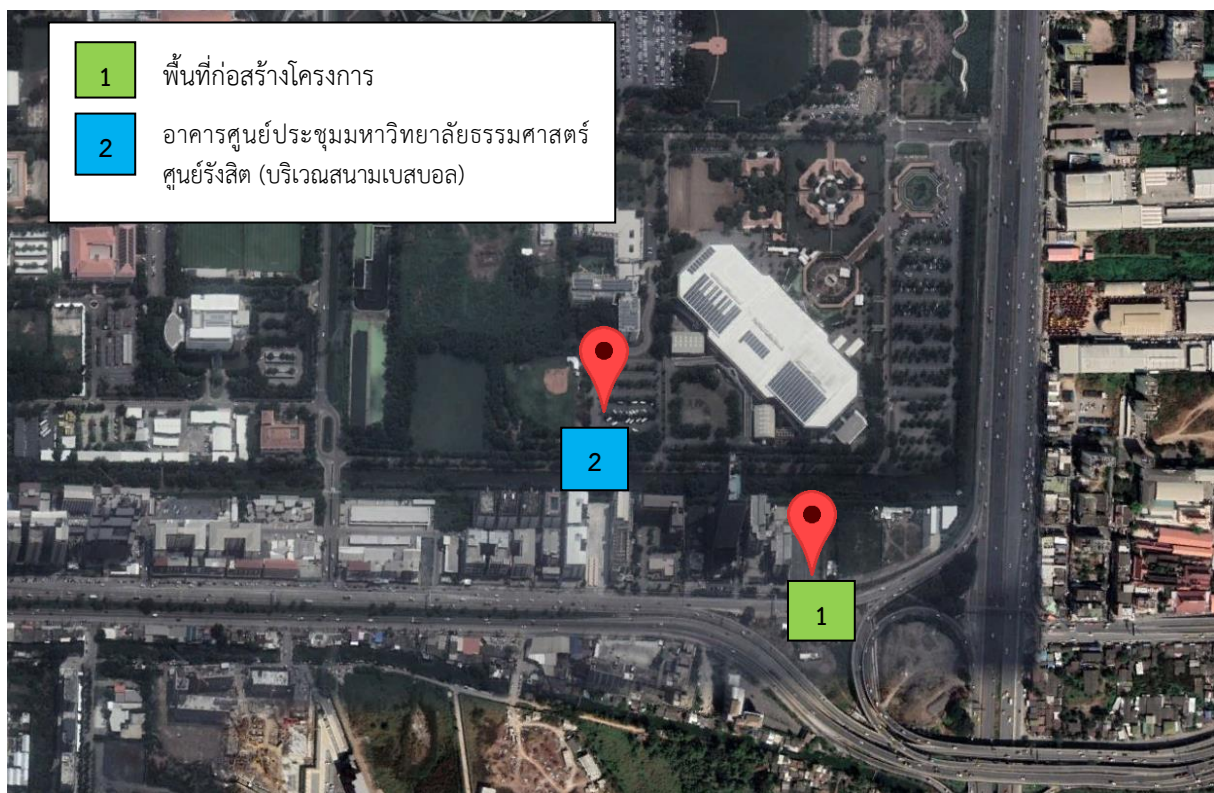 1 พื้นที่ก่อสร้างโครงการ
2 อาคารศูนย์ประชุมมหาวิทยาลัยธรรมศาสตร์
ศูนย์รังสิต (บริเวณสนามเบสบอล)
2
1